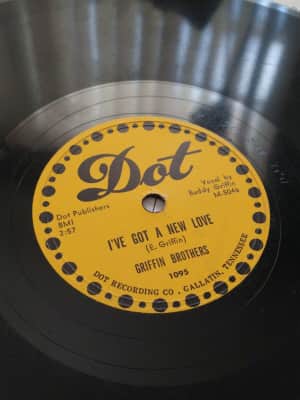 Dot
Dot Publishers
BMI
2:57
Vocal by
Buddy Griffin
M-5046
I'VE GOT A NEW LOVE
(E. Griffin)
GRIFFIN BROTHERS
1095
DOT RECORDING CO., GALLATIN, TENNESSEE